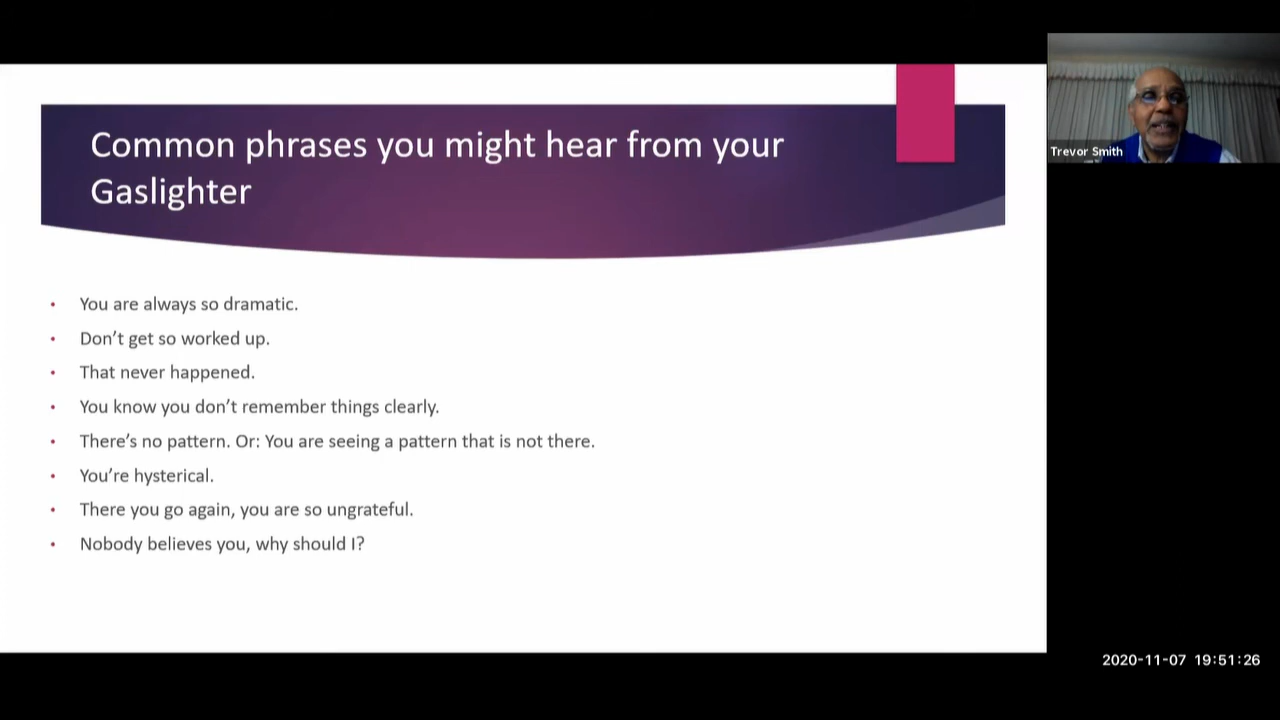 Common phrases you might hear from your
Gaslighter
• You are always so dramatic.
• Don’t get so worked up.
• That never happened.
• You know you don’t remember things clearly.
• There’s no pattern. Or: You are seeing a pattern that is not there.
• You’re hysterical.
• There you go again, you are so ungrateful.
• Nobody believes you, why should I?
Trevor Smith
2020-11-07 19:51:26